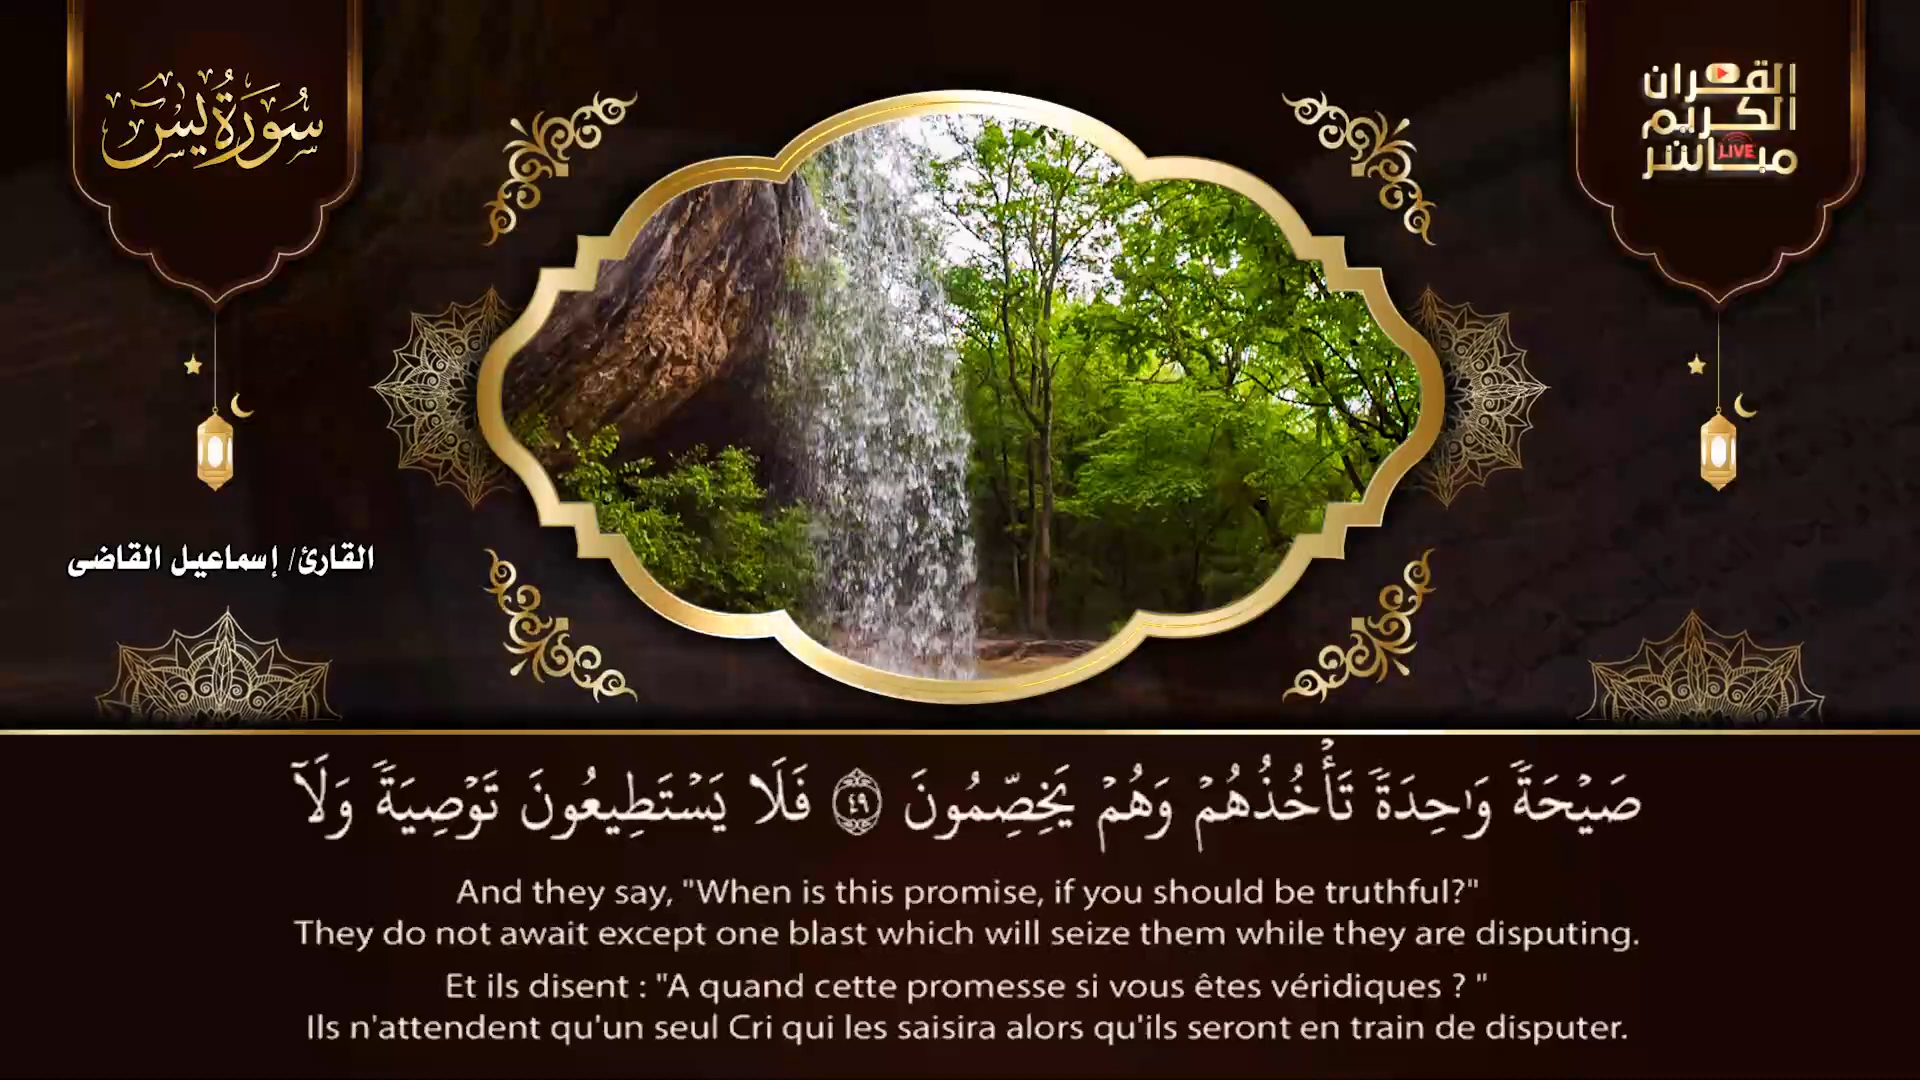 سُورَةُ يسٓ
القرآن
الكريم
مباشر
LIVE
القارئ/ إسماعيل القاضى
صَيۡحَةٗ وَٰحِدَةٗ تَأۡخُذُهُمۡ وَهُمۡ يَخِصِّمُونَ ٤٩ فَلَا يَسۡتَطِيعُونَ تَوۡصِيَةٗ وَلَآ
And they say, "When is this promise, if you should be truthful?"
They do not await except one blast which will seize them while they are disputing.
Et ils disent : "A quand cette promesse si vous êtes véridiques ? "
Ils n'attendent qu'un seul Cri qui les saisira alors qu'ils seront en train de disputer.